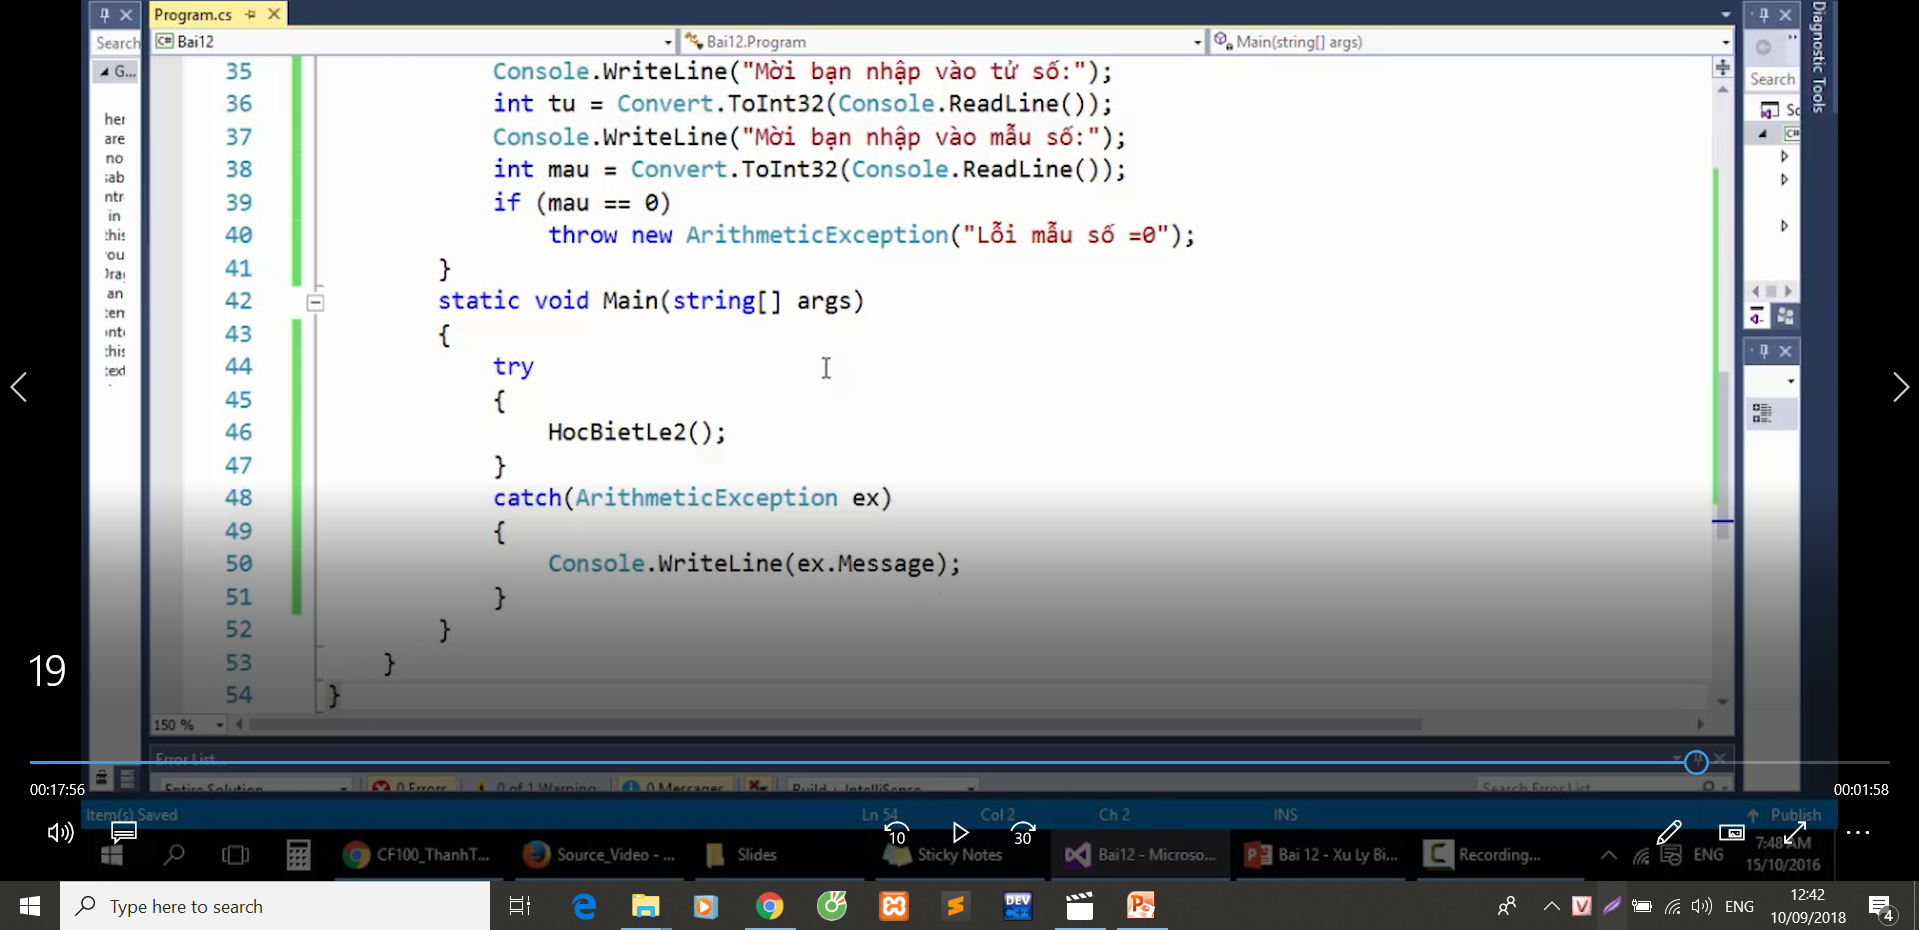 Program.cs
Search
C# Bai12
Bai12.Program
Main(string[] args)
Diagnostic Tools
Search
G...
her
are
no
sab
ntr
in
this
rou
Drag
an
tem
onte
this
text
35 Console.WriteLine("Mời bạn nhập vào tử số:");
36 int tu = Convert.ToInt32(Console.ReadLine());
37 Console.WriteLine("Mời bạn nhập vào mẫu số:");
38 int mau = Convert.ToInt32(Console.ReadLine());
39 if (mau == 0)
40 throw new ArithmeticException("Lỗi mẫu số =0");
41 }
42 static void Main(string[] args)
43 {
44 try
45 {
46 HocBietLe2();
47 }
48 catch(ArithmeticException ex)
49 {
50 Console.WriteLine(ex.Message);
51 }
52 }
53 }
54 }
So
C#
19
150 %
Error List...
Entire Solution
0 Errors
0 of 1 Warning
0 Messages
Build + IntelliSense
Search Error List
00:17:56
00:01:58
Item(s) Saved
Ln 54
Col 2
Ch 2
INS
Publish
10
30
CF100_ThanhT...
Source_Video - ...
Slides
Sticky Notes
Bai12 - Microso...
Bai 12 - Xu Ly Bi...
Recording...
ENG
7:48 AM
15/10/2016
Type here to search
DEV
C++
ENG
12:42
10/09/2018
4